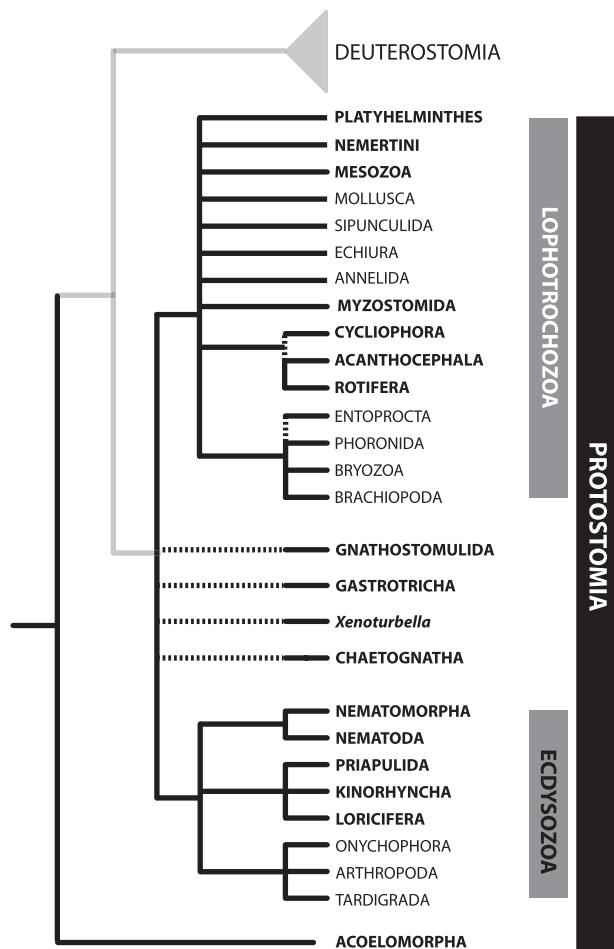 DEUTEROSTOMIA
PLATYHELMINTHES
NEMERTINI
MESOZOA
MOLLUSCA
SIPUNCULIDA
ECHIURA
ANNELIDA
MYZOSTOMIDA
CYCLIOPHORA
ACANTHOCEPHALA
ROTIFERA
ENTOPROCTA
PHORONIDA
BRYOZOA
BRACHIOPODA
LOPHOTROCHOZOA
GNATHOSTOMULIDA
GASTROTRICHA
Xenoturbella
CHAETOGNATHA
NEMATOMORPHA
NEMATODA
PRIAPULIDA
KINORHYNCHA
LORICIFERA
ONYCHOPHORA
ARTHROPODA
TARDIGRADA
ECDYSOZOA
ACOELOMORPHA
PROTOSTOMIA